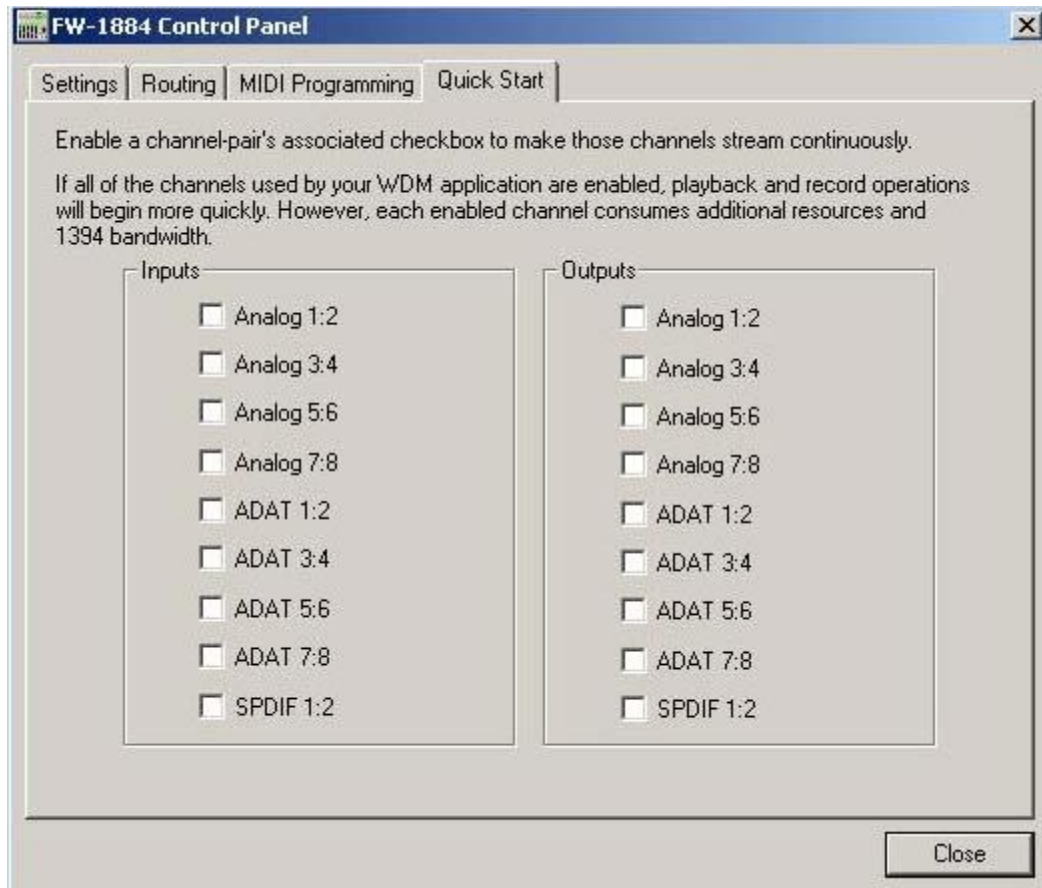 FW-1884 Control Panel
Settings Routing MIDI Programming Quick Start
Enable a channel-pair's associated checkbox to make those channels stream continuously.
If all of the channels used by your WDM application are enabled, playback and record operations
will begin more quickly. However, each enabled channel consumes additional resources and
1394 bandwidth.
Inputs
Analog 1:2
Analog 3:4
Analog 5:6
Analog 7:8
ADAT 1:2
ADAT 3:4
ADAT 5:6
ADAT 7:8
SPDIF 1:2
Outputs
Analog 1:2
Analog 3:4
Analog 5:6
Analog 7:8
ADAT 1:2
ADAT 3:4
ADAT 5:6
ADAT 7:8
SPDIF 1:2
Close